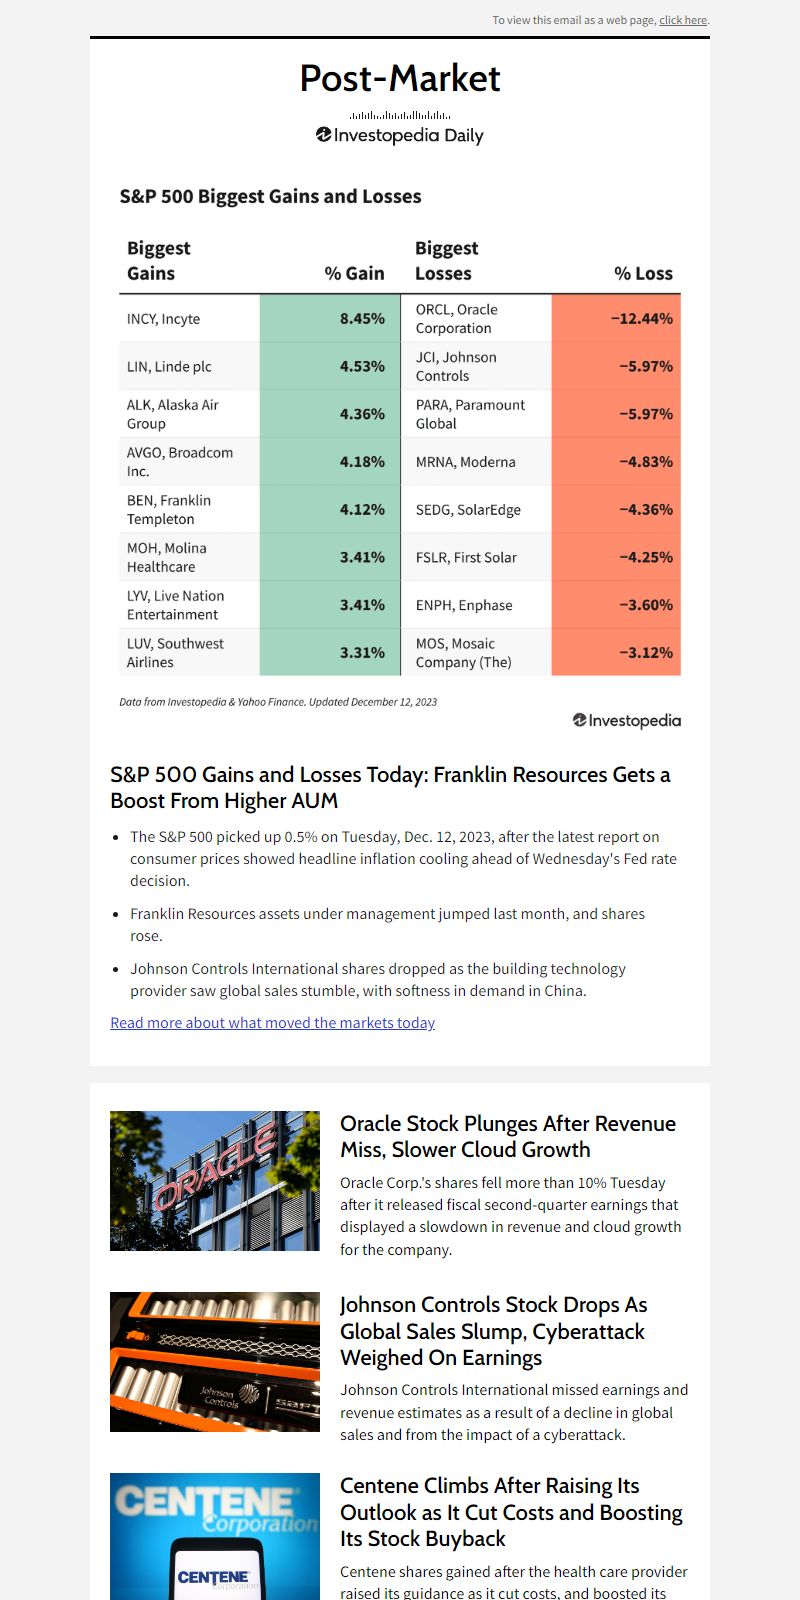 To view this email as a web page, click here.
Post-Market
Investopedia Daily
S&P 500 Biggest Gains and Losses
Biggest Gains % Gain Biggest Losses % Loss
INCY, Incyte 8.45% ORCL, Oracle Corporation −12.44%
LIN, Linde plc 4.53% JCI, Johnson Controls −5.97%
ALK, Alaska Air Group 4.36% PARA, Paramount Global −5.97%
AVGO, Broadcom Inc. 4.18% MRNA, Moderna −4.83%
BEN, Franklin Templeton 4.12% SEDG, SolarEdge −4.36%
MOH, Molina Healthcare 3.41% FSLR, First Solar −4.25%
LYV, Live Nation Entertainment 3.41% ENPH, Enphase −3.60%
LUV, Southwest Airlines 3.31% MOS, Mosaic Company (The) −3.12%
Data from Investopedia & Yahoo Finance. Updated December 12, 2023
Investopedia
S&P 500 Gains and Losses Today: Franklin Resources Gets a
Boost From Higher AUM
• The S&P 500 picked up 0.5% on Tuesday, Dec. 12, 2023, after the latest report on
consumer prices showed headline inflation cooling ahead of Wednesday's Fed rate
decision.
• Franklin Resources assets under management jumped last month, and shares
rose.
• Johnson Controls International shares dropped as the building technology
provider saw global sales stumble, with softness in demand in China.
Read more about what moved the markets today
ORACLE
Oracle Stock Plunges After Revenue
Miss, Slower Cloud Growth
Oracle Corp.'s shares fell more than 10% Tuesday
after it released fiscal second-quarter earnings that
displayed a slowdown in revenue and cloud growth
for the company.
Johnson
Controls
SAFT
Johnson Controls Stock Drops As
Global Sales Slump, Cyberattack
Weighed On Earnings
Johnson Controls International missed earnings and
revenue estimates as a result of a decline in global
sales and from the impact of a cyberattack.
CENTENE
Corporation
CENTENE
Corporation
Centene Climbs After Raising Its
Outlook as It Cut Costs and Boosting
Its Stock Buyback
Centene shares gained after the health care provider
raised its guidance as it cut costs, and boosted its